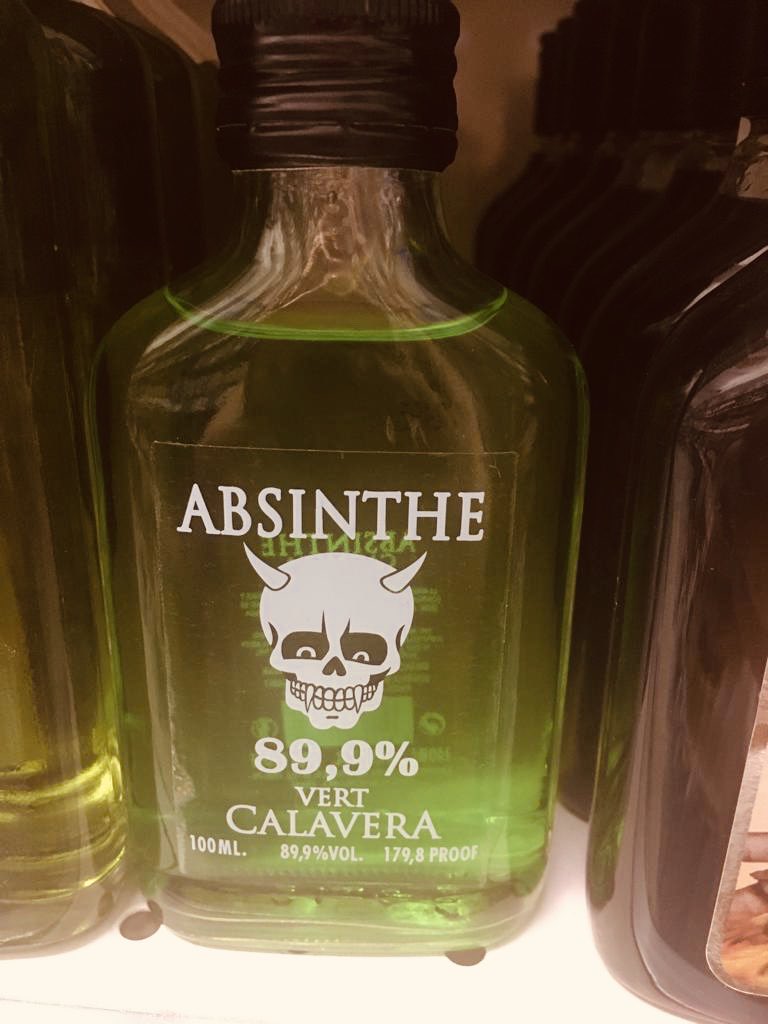 ABSINTHE
89,9%
VERT
CALAVERA
100ML. 89,9%VOL. 179,8 PROOF